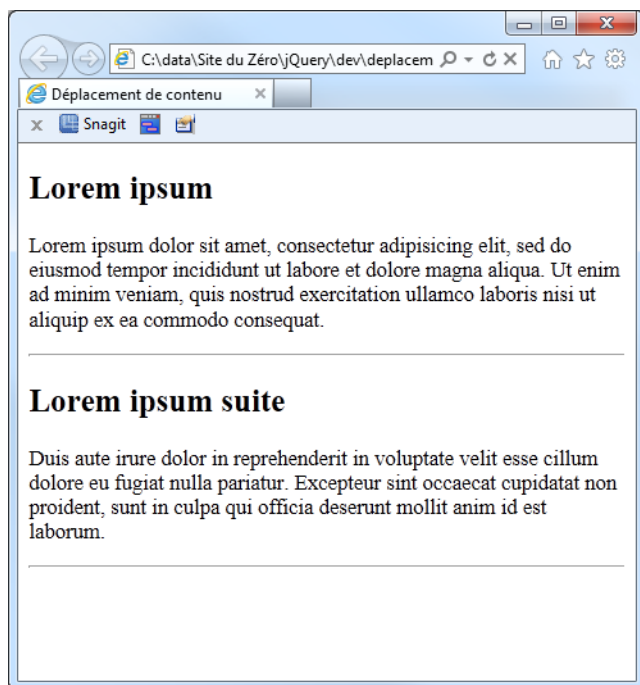 C:\data\Site du Zéro\jQuery\dev\deplacem
Déplacement de contenu
Snagit
Lorem ipsum
Lorem ipsum dolor sit amet, consectetur adipisicing elit, sed do
eiusmod tempor incididunt ut labore et dolore magna aliqua. Ut enim
ad minim veniam, quis nostrud exercitation ullamco laboris nisi ut
aliquip ex ea commodo consequat.
Lorem ipsum suite
Duis aute irure dolor in reprehenderit in voluptate velit esse cillum
dolore eu fugiat nulla pariatur. Excepteur sint occaecat cupidatat non
proident, sunt in culpa qui officia deserunt mollit anim id est
laborum.